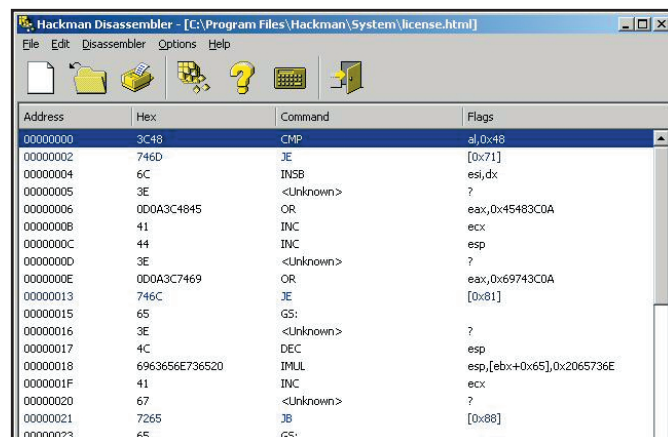 Hackman Disassembler - [C:\Program Files\Hackman\System\license.html]
File Edit Disassembler Options Help
Address Hex Command Flags
00000000 3C48 CMP al,0x48
00000002 746D JE [0x71]
00000004 6C INSB esi,dx
00000005 3E <Unknown> ?
00000006 0D0A3C4845 OR eax,0x45483C0A
0000000B 41 INC ecx
0000000C 44 INC esp
0000000D 3E <Unknown> ?
0000000E 0D0A3C7469 OR eax,0x69743C0A
00000013 746C JE [0x81]
00000015 65 GS:
00000016 3E <Unknown> ?
00000017 4C DEC esp
00000018 6963656E736520 IMUL esp,[ebx+0x65],0x2065736E
0000001F 41 INC ecx
00000020 67 <Unknown> ?
00000021 7265 JB [0x88]
00000023 65 GS: